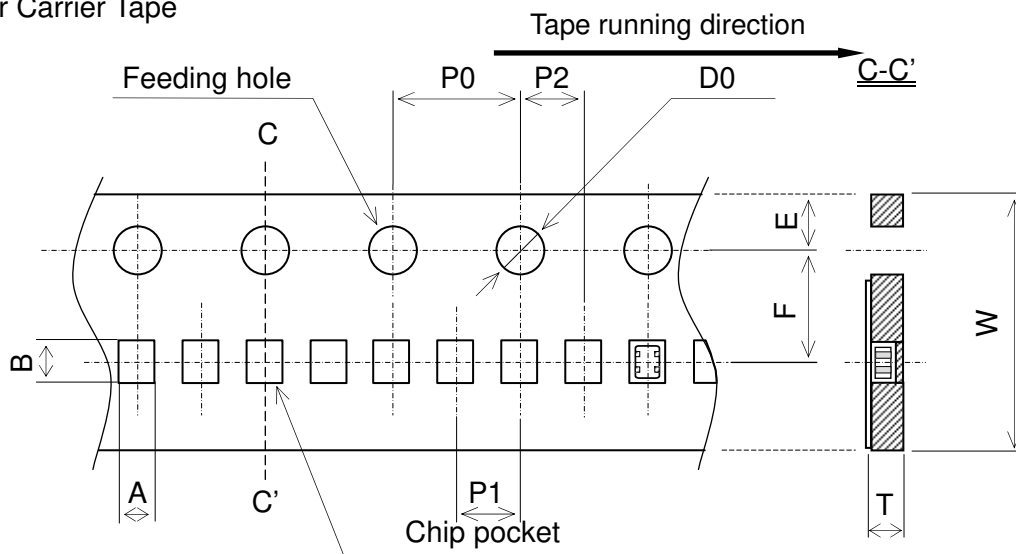 r Carrier Tape
Tape running direction
Feeding hole
P0
P2
D0
C-C’
C
E
F
W
B
A
C’
P1
T
Chip pocket